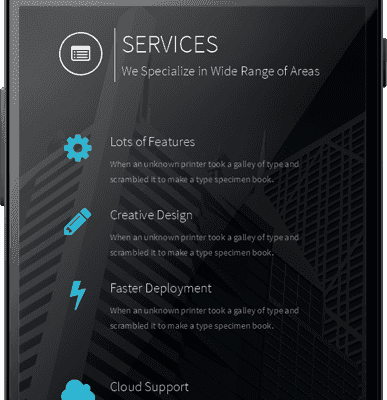 SERVICES
We Specialize in Wide Range of Areas
Lots of Features
When an unknown printer took a galley of type and
scrambled it to make a type specimen book.
Creative Design
When an unknown printer took a galley of type and
scrambled it to make a type specimen book.
Faster Deployment
When an unknown printer took a galley of type and
scrambled it to make a type specimen book.
Cloud Support